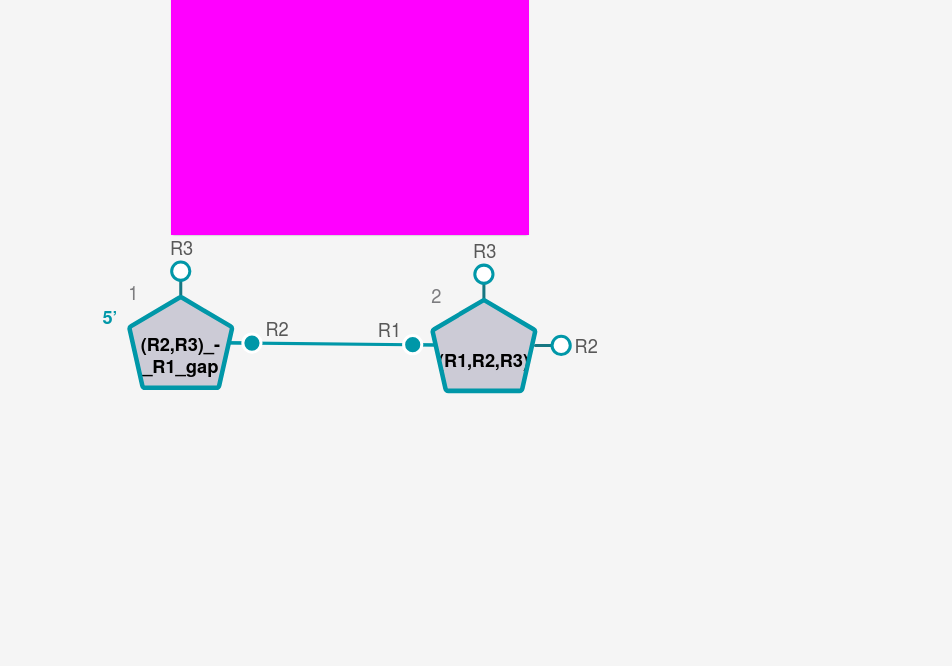 R3
R3
1
2
5’
R2
R1
R2
(R2,R3)_-
_R1_gap
(R1,R2,R3)